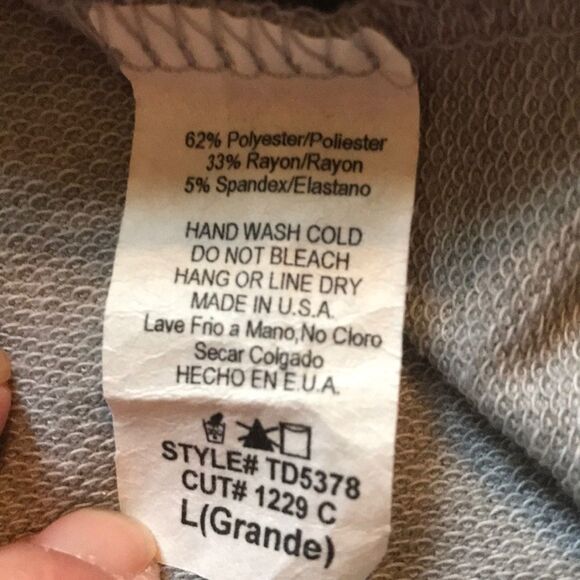 62% Polyester/Poliester
33% Rayon/Rayon
5% Spandex/Elastano
HAND WASH COLD
DO NOT BLEACH
HANG OR LINE DRY
MADE IN U.S.A.
Lave Frio a Mano,No Cloro
Secar Colgado
HECHO EN E.U.A.
STYLE# TD5378
CUT# 1229 C
L(Grande)